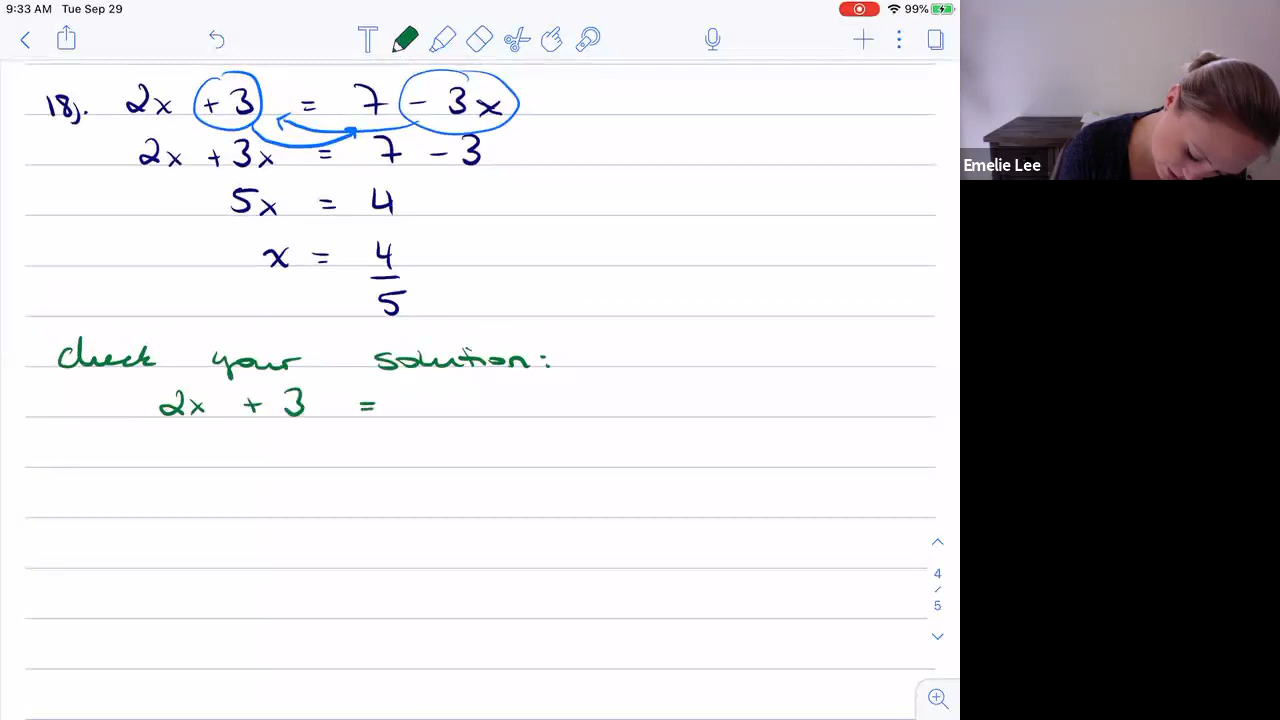 9:33 AM Tue Sep 29
99%
T
18j. 2x + 3 = 7 - 3x
2x + 3x = 7 - 3
5x = 4
x = 4
5
check your solution:
2x + 3 =
Emelie Lee
4
/
5